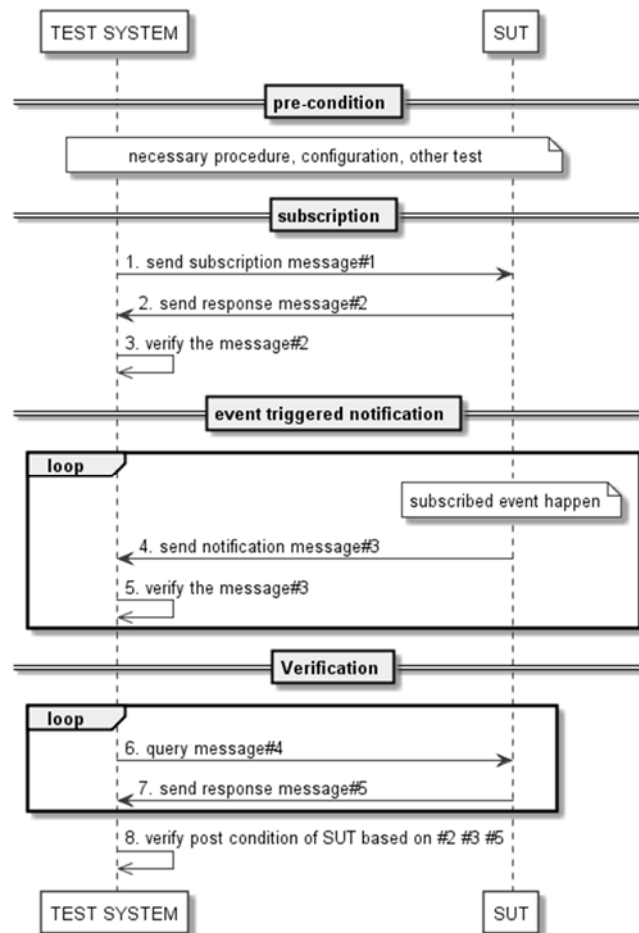 TEST SYSTEM SUT
pre-condition
necessary procedure, configuration, other test
subscription
1. send subscription message#1
2. send response message#2
3. verify the message#2
event triggered notification
loop
subscribed event happen
4. send notification message#3
5. verify the message#3
Verification
loop
6. query message#4
7. send response message#5
8. verify post condition of SUT based on #2 #3 #5
TEST SYSTEM SUT